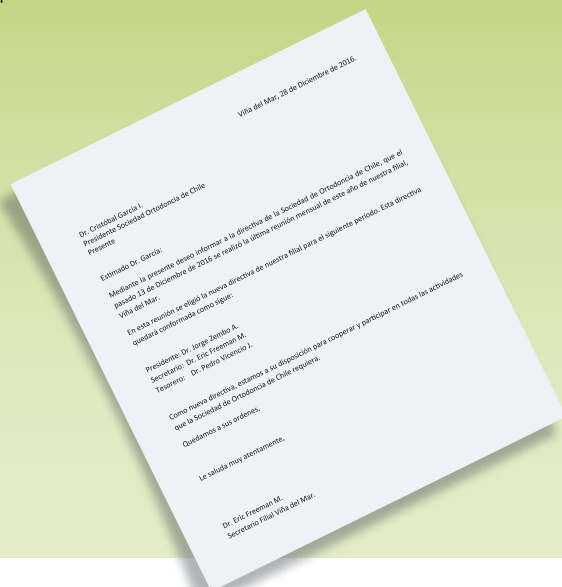 Viña del Mar, 28 de Diciembre de 2016.
Dr. Cristóbal García I.
Presidente Sociedad Ortodoncia de Chile
Presente
Estimado Dr. García:
Mediante la presente deseo informar a la directiva de la Sociedad de Ortodoncia de Chile, que el
pasado 13 de Diciembre de 2016 se realizó la última reunión mensual de este año de nuestra filial,
Viña del Mar.
En esta reunión se eligió la nueva directiva de nuestra filial para el siguiente periodo. Esta directiva
quedará conformada como sigue:
Presidente: Dr. Jorge Zembo A.
Secretario: Dr. Eric Freeman M.
Tesorero: Dr. Pedro Vicencio J.
Como nueva directiva, estamos a su disposición para cooperar y participar en todas las actividades
que la Sociedad de Ortodoncia de Chile requiera.
Quedamos a sus ordenes,
Le saluda muy atentamente,
Dr. Eric Freeman M.
Secretario Filial Viña del Mar.